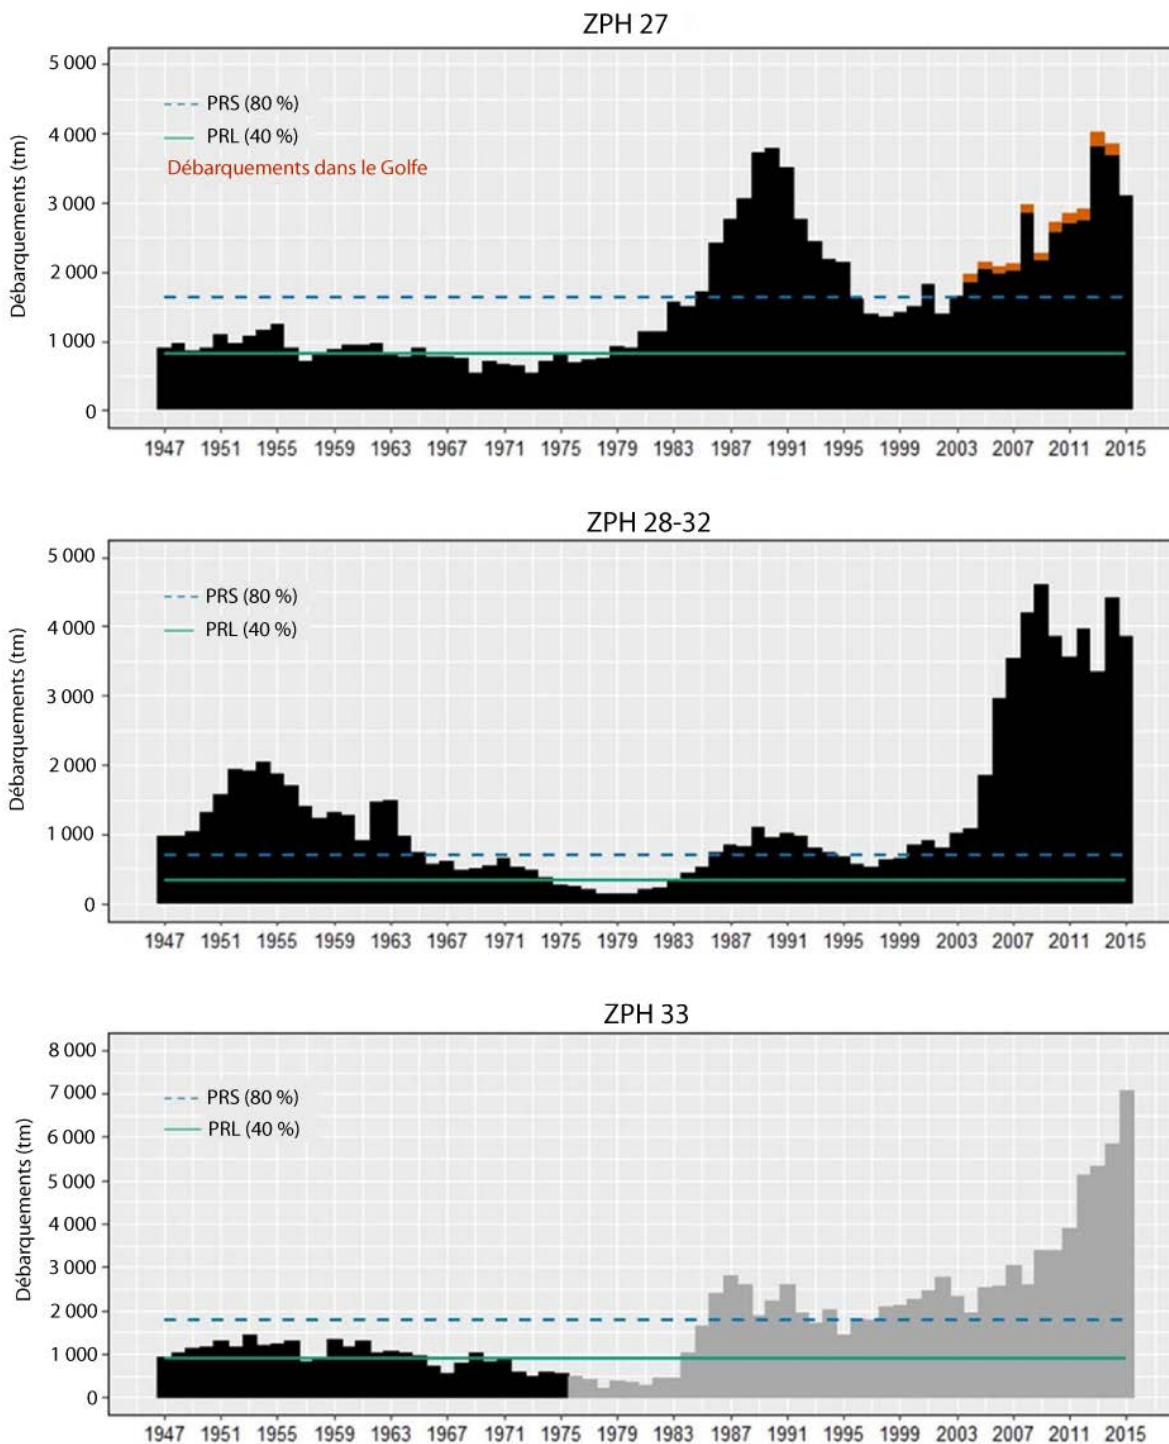 ZPH 27
Débarquements (tm)
5 000
4 000
3 000
2 000
1 000
0
PRS (80 %)
PRL (40 %)
Débarquements dans le Golfe
1947 1951 1955 1959 1963 1967 1971 1975 1979 1983 1987 1991 1995 1999 2003 2007 2011 2015
ZPH 28-32
Débarquements (tm)
5 000
4 000
3 000
2 000
1 000
0
PRS (80 %)
PRL (40 %)
1947 1951 1955 1959 1963 1967 1971 1975 1979 1983 1987 1991 1995 1999 2003 2007 2011 2015
ZPH 33
Débarquements (tm)
8 000
7 000
6 000
5 000
4 000
3 000
2 000
1 000
0
PRS (80 %)
PRL (40 %)
1947 1951 1955 1959 1963 1967 1971 1975 1979 1983 1987 1991 1995 1999 2003 2007 2011 2015